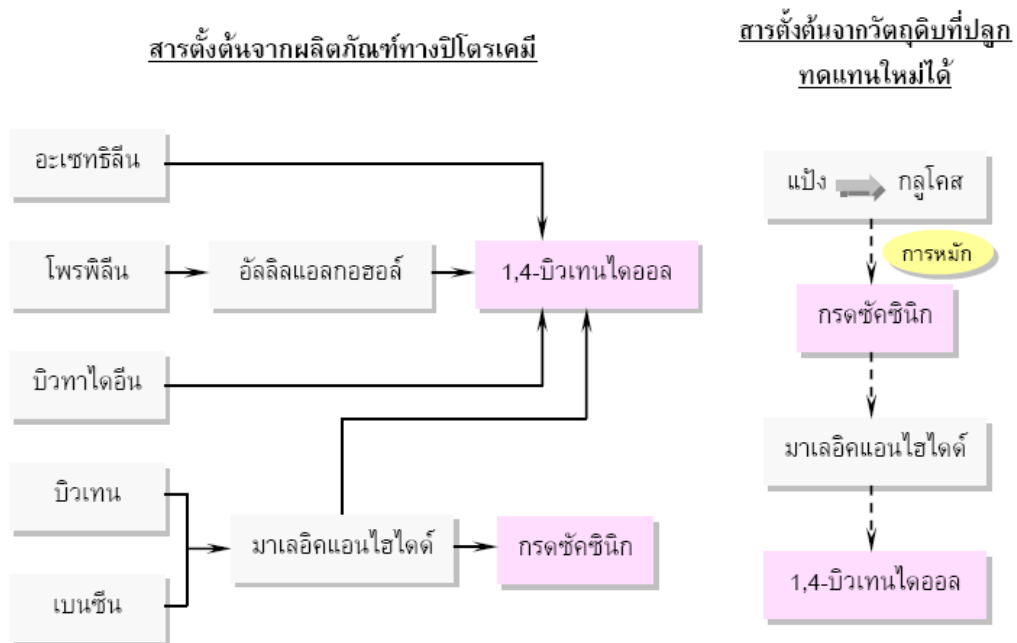 สารตั้งต้นจากผลิตภัณฑ์ทางปิโตรเคมี
อะเซทธิลีน
โพรพิลีน
อัลลิลแอลกอฮอล์
1,4-บิวเทนไดออล
บิวทาไดอีน
บิวเทน
มาเลอิคแอนไฮไดด์
กรดซัคซินิก
เบนซีน
สารตั้งต้นจากวัตถุดิบที่ปลูก
ทดแทนใหม่ได้
แป้ง กลูโคส
การหมัก
กรดซัคซินิก
มาเลอิคแอนไฮไดด์
1,4-บิวเทนไดออล